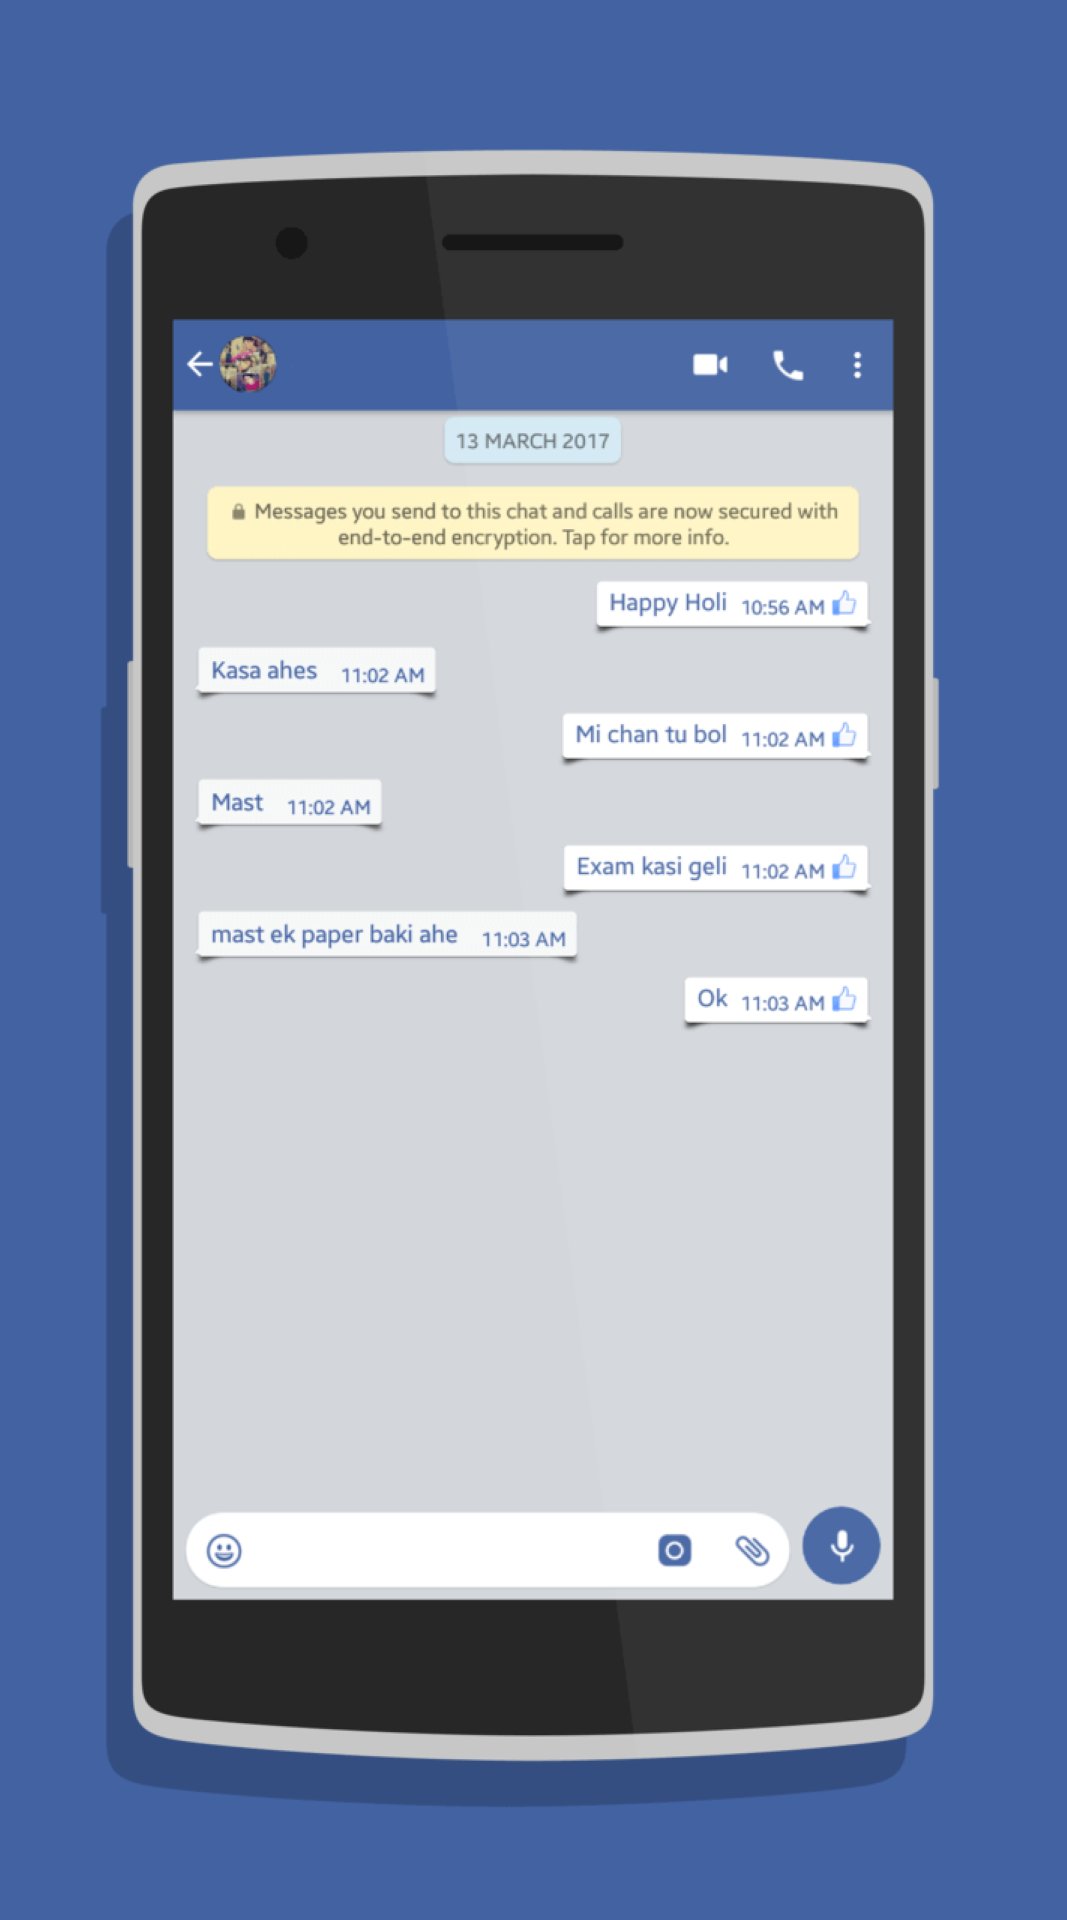 13 MARCH 2017
Messages you send to this chat and calls are now secured with
end-to-end encryption. Tap for more info.
Happy Holi 10:56 AM
Kasa ahes 11:02 AM
Mi chan tu bol 11:02 AM
Mast 11:02 AM
Exam kasi geli 11:02 AM
mast ek paper baki ahe 11:03 AM
Ok 11:03 AM